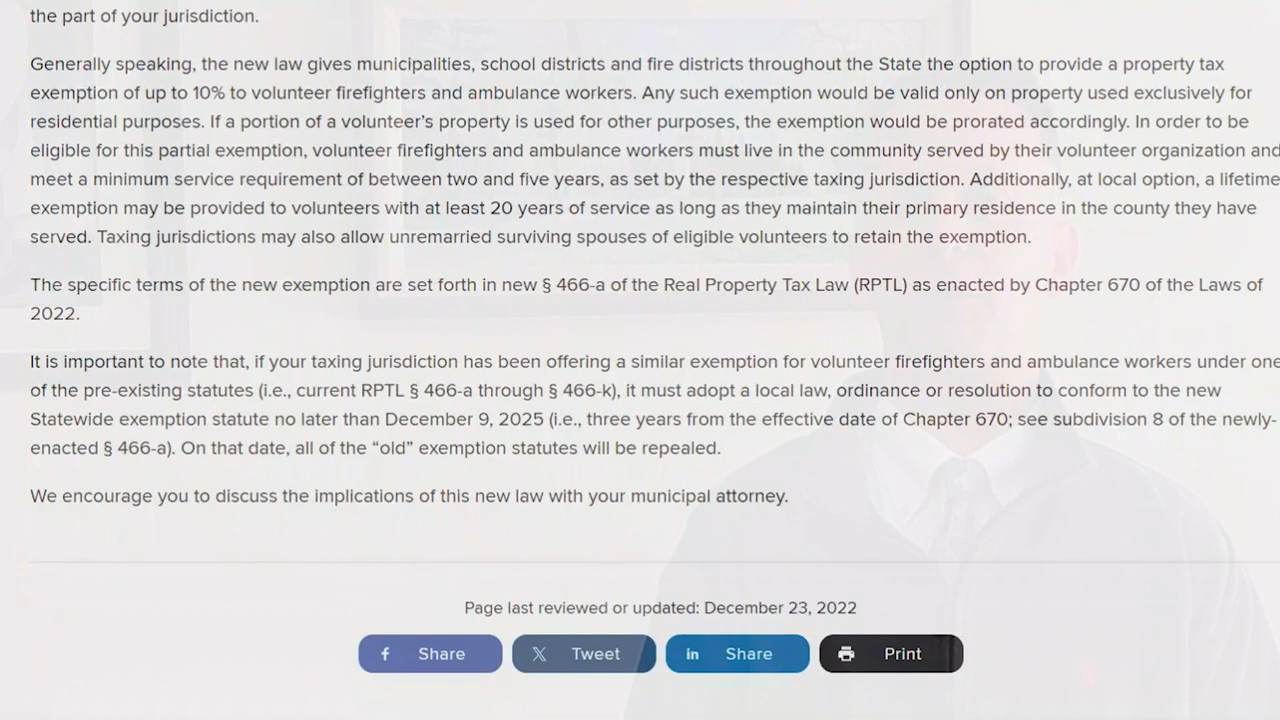 the part of your jurisdiction.
Generally speaking, the new law gives municipalities, school districts and fire districts throughout the State the option to provide a property tax
exemption of up to 10% to volunteer firefighters and ambulance workers. Any such exemption would be valid only on property used exclusively for
residential purposes. If a portion of a volunteer’s property is used for other purposes, the exemption would be prorated accordingly. In order to be
eligible for this partial exemption, volunteer firefighters and ambulance workers must live in the community served by their volunteer organization and
meet a minimum service requirement of between two and five years, as set by the respective taxing jurisdiction. Additionally, at local option, a lifetime
exemption may be provided to volunteers with at least 20 years of service as long as they maintain their primary residence in the county they have
served. Taxing jurisdictions may also allow unremarried surviving spouses of eligible volunteers to retain the exemption.
The specific terms of the new exemption are set forth in new § 466-a of the Real Property Tax Law (RPTL) as enacted by Chapter 670 of the Laws of
2022.
It is important to note that, if your taxing jurisdiction has been offering a similar exemption for volunteer firefighters and ambulance workers under one
of the pre-existing statutes (i.e., current RPTL § 466-a through § 466-k), it must adopt a local law, ordinance or resolution to conform to the new
Statewide exemption statute no later than December 9, 2025 (i.e., three years from the effective date of Chapter 670; see subdivision 8 of the newly-
enacted § 466-a). On that date, all of the “old” exemption statutes will be repealed.
We encourage you to discuss the implications of this new law with your municipal attorney.
Page last reviewed or updated: December 23, 2022
Share Tweet Share Print